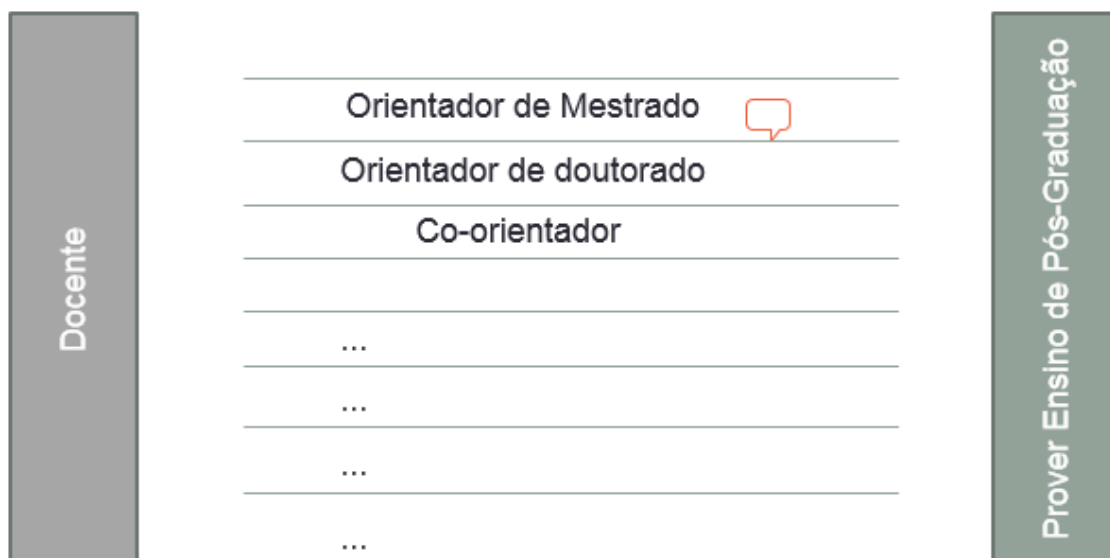 Docente
Orientador de Mestrado
Orientador de doutorado
Co-orientador
...
...
...
...
Prover Ensino de Pós-Graduação